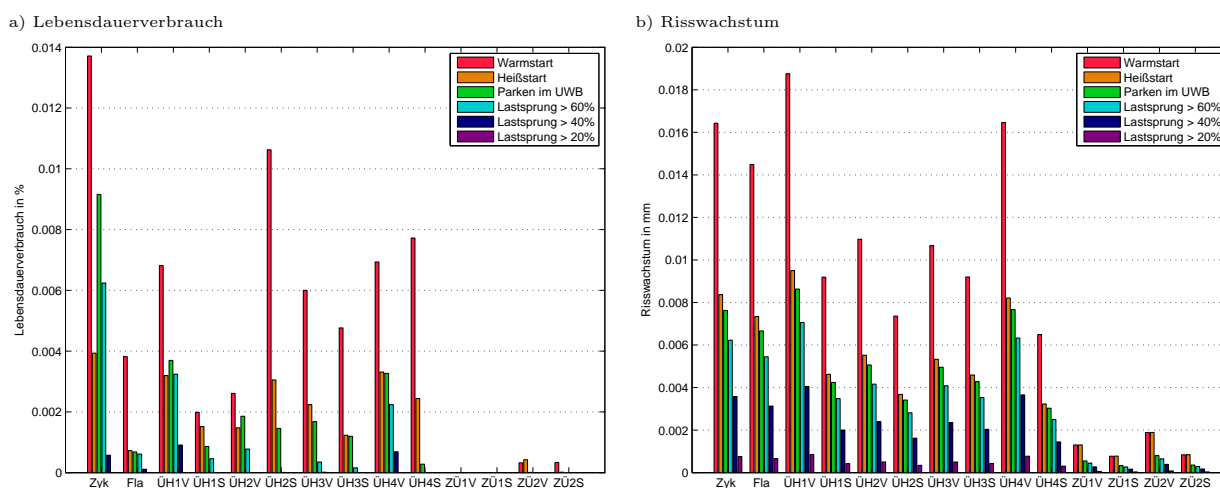 a) Lebensdauerverbrauch
0.014
0.012
0.01
0.008
0.006
0.004
0.002
0
Lebensdauerverbrauch in %
Warmstart
Heißstart
Parken im UWB
Lastsprung > 60%
Lastsprung > 40%
Lastsprung > 20%
Zyk Fla ÜH1V ÜH1S ÜH2V ÜH2S ÜH3V ÜH3S ÜH4V ÜH4S ZÜ1V ZÜ1S ZÜ2V ZÜ2S
b) Risswachstum
0.02
0.018
0.016
0.014
0.012
0.01
0.008
0.006
0.004
0.002
0
Risswachstum in mm
Warmstart
Heißstart
Parken im UWB
Lastsprung > 60%
Lastsprung > 40%
Lastsprung > 20%
Zyk Fla ÜH1V ÜH1S ÜH2V ÜH2S ÜH3V ÜH3S ÜH4V ÜH4S ZÜ1V ZÜ1S ZÜ2V ZÜ2S